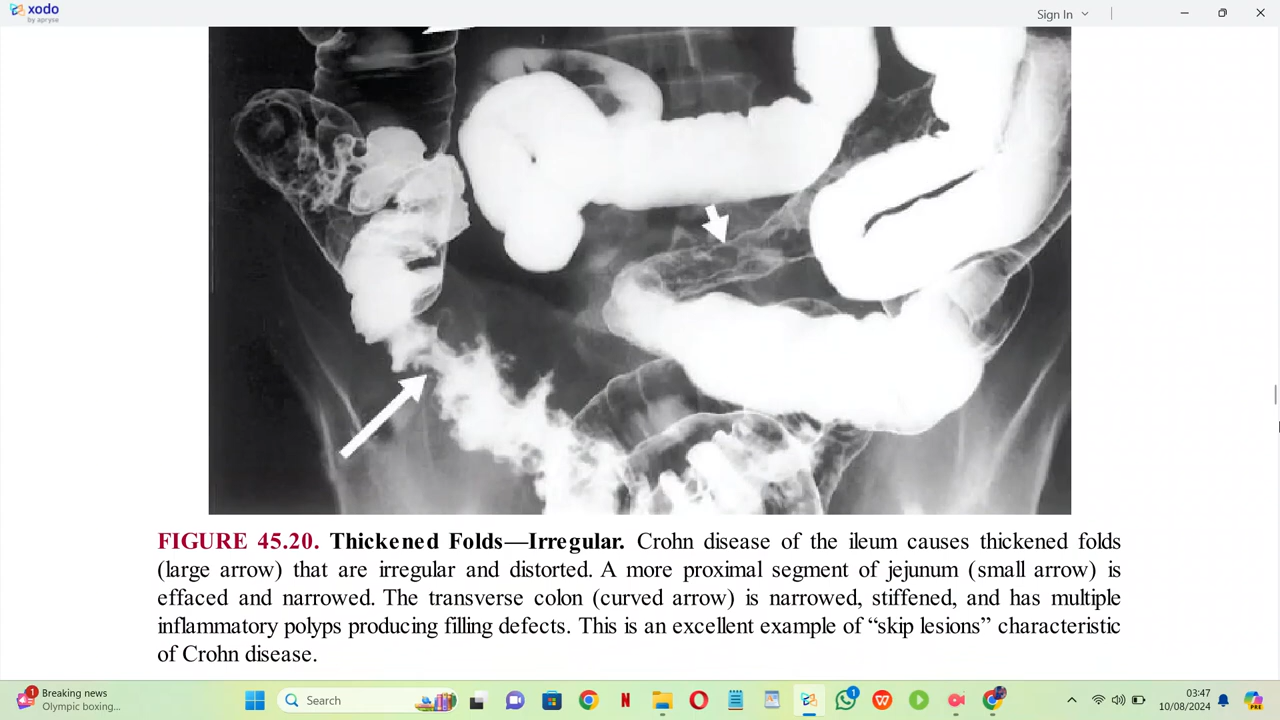 xodo
by apryse
Sign In
FIGURE 45.20. Thickened Folds—Irregular. Crohn disease of the ileum causes thickened folds
(large arrow) that are irregular and distorted. A more proximal segment of jejunum (small arrow) is
effaced and narrowed. The transverse colon (curved arrow) is narrowed, stiffened, and has multiple
inflammatory polyps producing filling defects. This is an excellent example of “skip lesions” characteristic
of Crohn disease.
1
Breaking news
Olympic boxing...
Search
1
03:47
10/08/2024